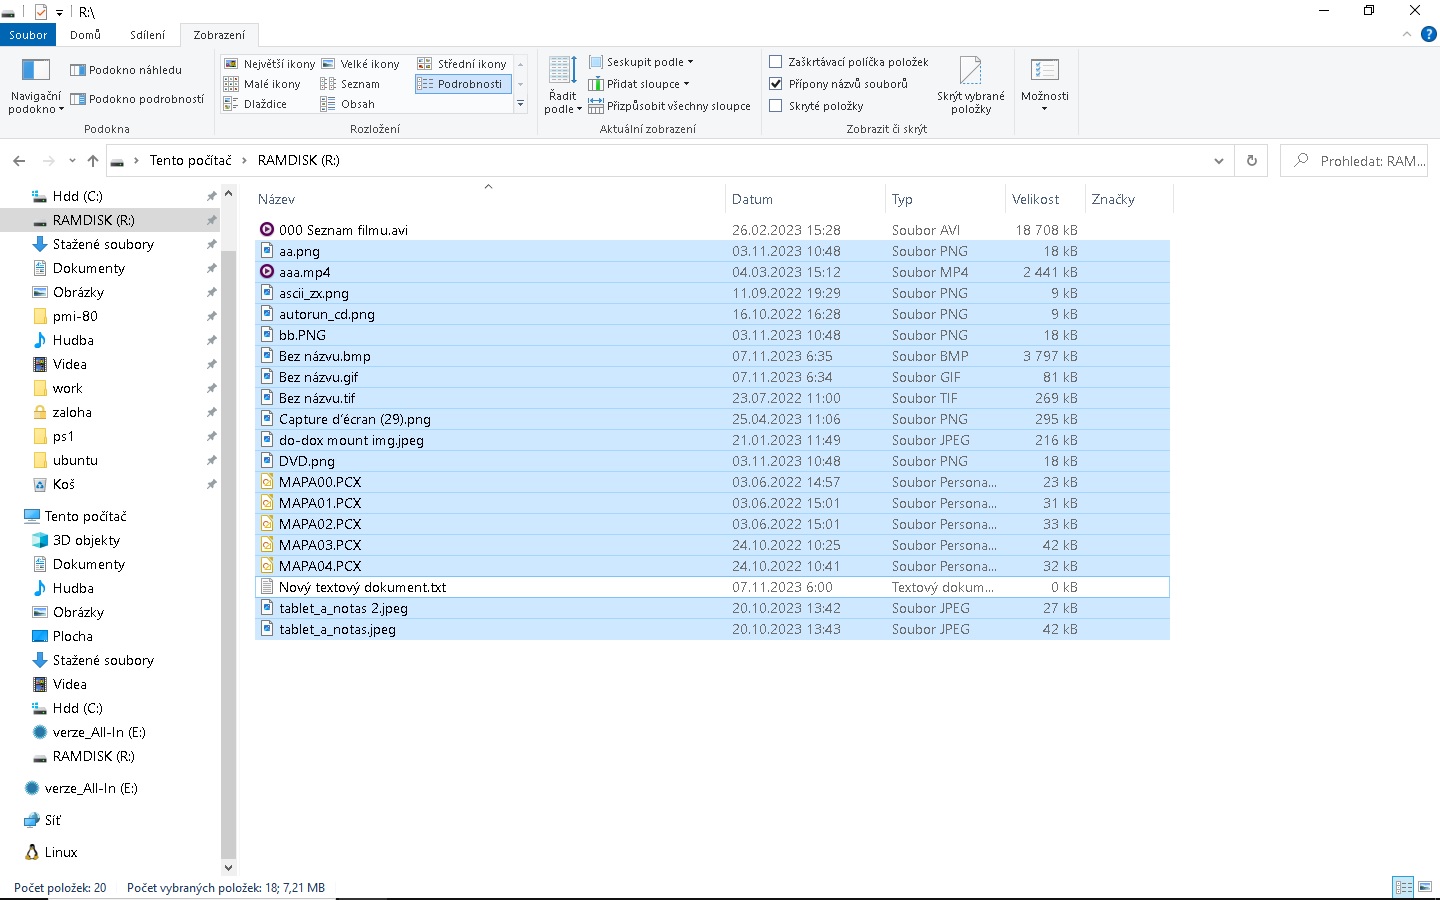 R:\
Soubor Domů Sdílení Zobrazení
Navigační podokno
Podokno náhledu
Podokno podrobností
Podokna
Největší ikony Velké ikony Střední ikony
Malé ikony Seznam Podrobnosti
Dlaždice Obsah
Rozložení
Řadit podle
Seskupit podle
Přidat sloupce
Přizpůsobit všechny sloupce
Aktuální zobrazení
Zaškrtávací políčka položek
Přípony názvů souborů
Skryté položky
Skrýt vybrané položky
Zobrazit či skrýt
Možnosti
Tento počítač RAMDISK (R:)
Prohledat: RAM...
Hdd (C:)
RAMDISK (R:)
Stažené soubory
Dokumenty
Obrázky
pmi-80
Hudba
Videa
work
zaloha
ps1
ubuntu
Koš
Tento počítač
3D objekty
Dokumenty
Hudba
Obrázky
Plocha
Stažené soubory
Videa
Hdd (C:)
verze_All-In (E:)
RAMDISK (R:)
verze_All-In (E:)
Síť
Linux
Název Datum Typ Velikost Značky
000 Seznam filmu.avi 26.02.2023 15:28 Soubor AVI 18 708 kB
aa.png 03.11.2023 10:48 Soubor PNG 18 kB
aaa.mp4 04.03.2023 15:12 Soubor MP4 2 441 kB
ascii_zx.png 11.09.2022 19:29 Soubor PNG 9 kB
autorun_cd.png 16.10.2022 16:28 Soubor PNG 9 kB
bb.PNG 03.11.2023 10:48 Soubor PNG 18 kB
Bez názvu.bmp 07.11.2023 6:35 Soubor BMP 3 797 kB
Bez názvu.gif 07.11.2023 6:34 Soubor GIF 81 kB
Bez názvu.tif 23.07.2022 11:00 Soubor TIF 269 kB
Capture d'écran (29).png 25.04.2023 11:06 Soubor PNG 295 kB
do-dox mount img.jpeg 21.01.2023 11:49 Soubor JPEG 216 kB
DVD.png 03.11.2023 10:48 Soubor PNG 18 kB
MAPA00.PCX 03.06.2022 14:57 Soubor Persona... 23 kB
MAPA01.PCX 03.06.2022 15:01 Soubor Persona... 31 kB
MAPA02.PCX 03.06.2022 15:01 Soubor Persona... 33 kB
MAPA03.PCX 24.10.2022 10:25 Soubor Persona... 42 kB
MAPA04.PCX 24.10.2022 10:41 Soubor Persona... 32 kB
Nový textový dokument.txt 07.11.2023 6:00 Textový dokum... 0 kB
tablet_a_notas 2.jpeg 20.10.2023 13:42 Soubor JPEG 27 kB
tablet_a_notas.jpeg 20.10.2023 13:43 Soubor JPEG 42 kB
Počet položek: 20 Počet vybraných položek: 18; 7,21 MB